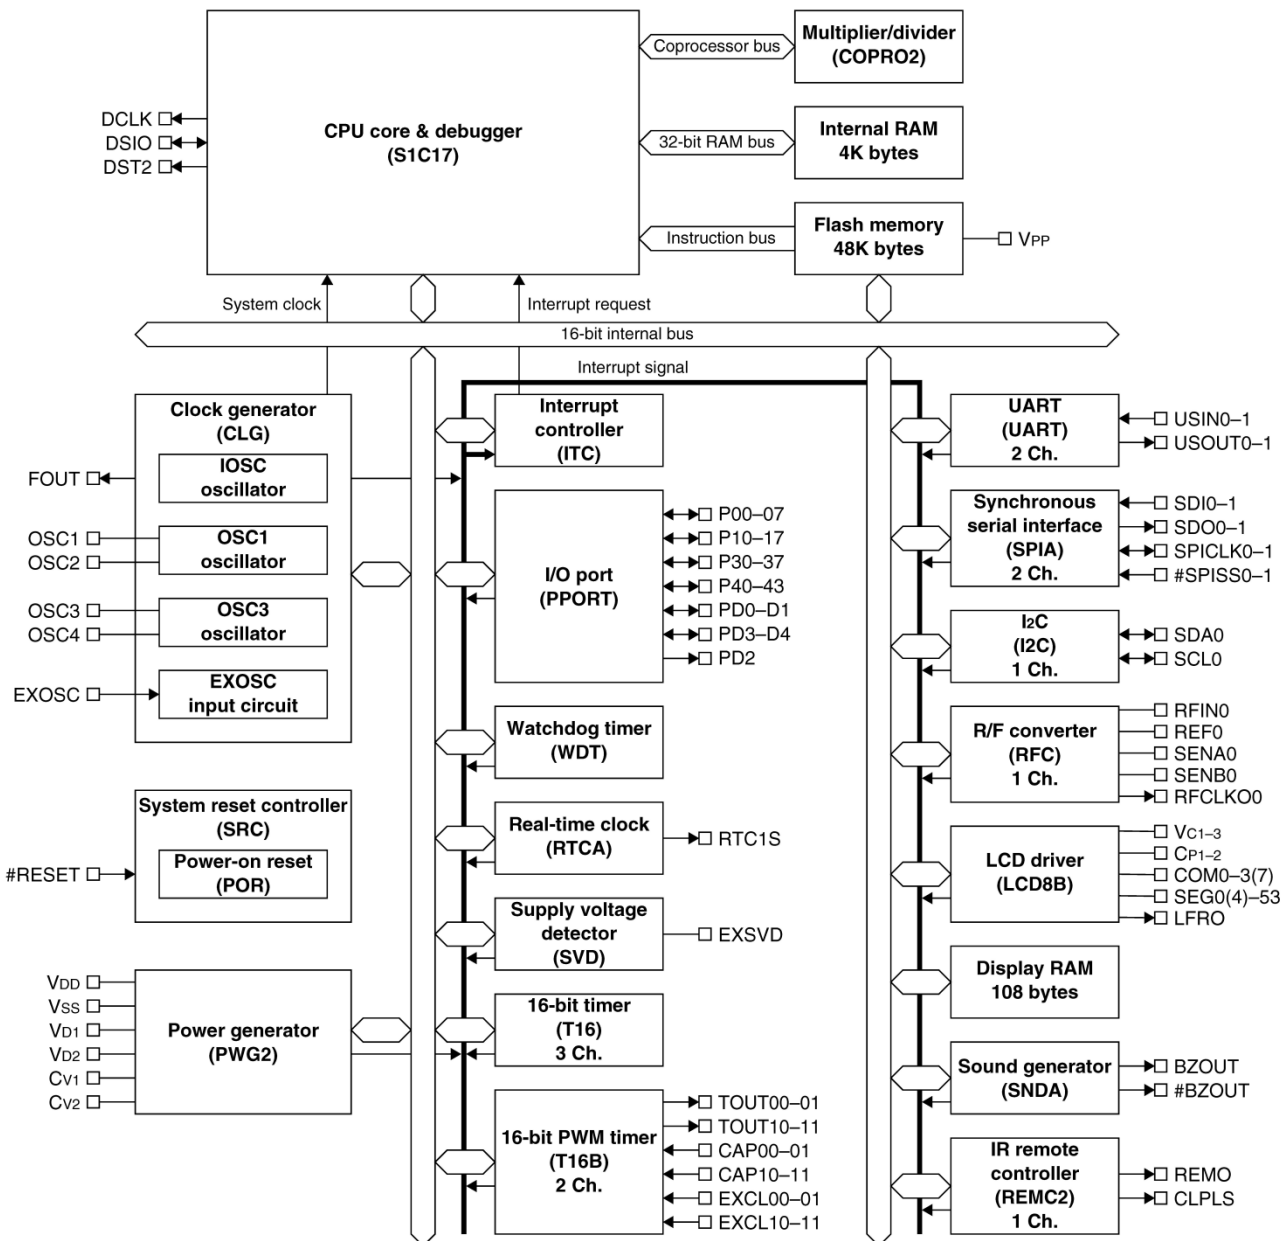 Multiplier/divider
(COPRO2)
Coprocessor bus
DCLK
DSIO
DST2
CPU core & debugger
(S1C17)
32-bit RAM bus
Internal RAM
4K bytes
Instruction bus
Flash memory
48K bytes
VPP
System clock
Interrupt request
16-bit internal bus
Interrupt signal
Clock generator
(CLG)
IOSC
oscillator
FOUT
OSC1
OSC2
OSC1
oscillator
OSC3
OSC4
OSC3
oscillator
EXOSC
EXOSC
input circuit
System reset controller
(SRC)
Power-on reset
(POR)
#RESET
VDD
VSS
VD1
VD2
CV1
CV2
Power generator
(PWG2)
Interrupt
controller
(ITC)
I/O port
(PPORT)
P00–07
P10–17
P30–37
P40–43
PD0–D1
PD3–D4
PD2
Watchdog timer
(WDT)
Real-time clock
(RTCA)
RTC1S
Supply voltage
detector
(SVD)
EXSVD
16-bit timer
(T16)
3 Ch.
16-bit PWM timer
(T16B)
2 Ch.
TOUT00–01
TOUT10–11
CAP00–01
CAP10–11
EXCL00–01
EXCL10–11
UART
(UART)
2 Ch.
USIN0–1
USOUT0–1
Synchronous
serial interface
(SPIA)
2 Ch.
SDI0–1
SDO0–1
SPICLK0–1
#SPISS0–1
I2C
(I2C)
1 Ch.
SDA0
SCL0
R/F converter
(RFC)
1 Ch.
RFIN0
REF0
SENA0
SENB0
RFCLKO0
LCD driver
(LCD8B)
VC1–3
CP1–2
COM0–3(7)
SEG0(4)–53
LFRO
Display RAM
108 bytes
Sound generator
(SNDA)
BZOUT
#BZOUT
IR remote
controller
(REMC2)
1 Ch.
REMO
CLPLS